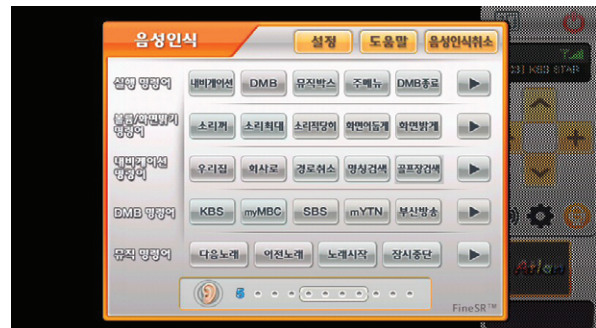 음성인식 설정 도움말 음성인식취소
실행 명령어 내비게이션 DMB 뮤직박스 주메뉴 DMB종료
볼륨/화면밝기 명령어 소리꺼 소리최대 소리적당히 화면어둡게 화면밝게
내비게이션 명령어 우리집 회사로 경로취소 명칭검색 골프장검색
DMB 명령어 KBS myMBC SBS mYTN 부산방송
뮤직 명령어 다음노래 이전노래 노래시작 잠시중단
FineSR™
KBS STAR
Atlan